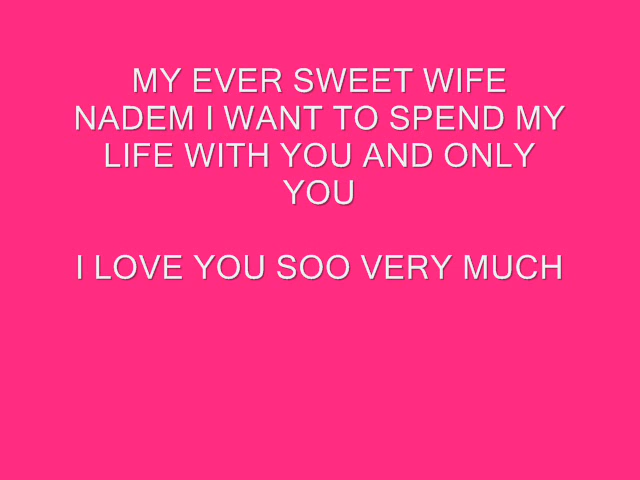 MY EVER SWEET WIFE
NADEM I WANT TO SPEND MY
LIFE WITH YOU AND ONLY
YOU
I LOVE YOU SOO VERY MUCH